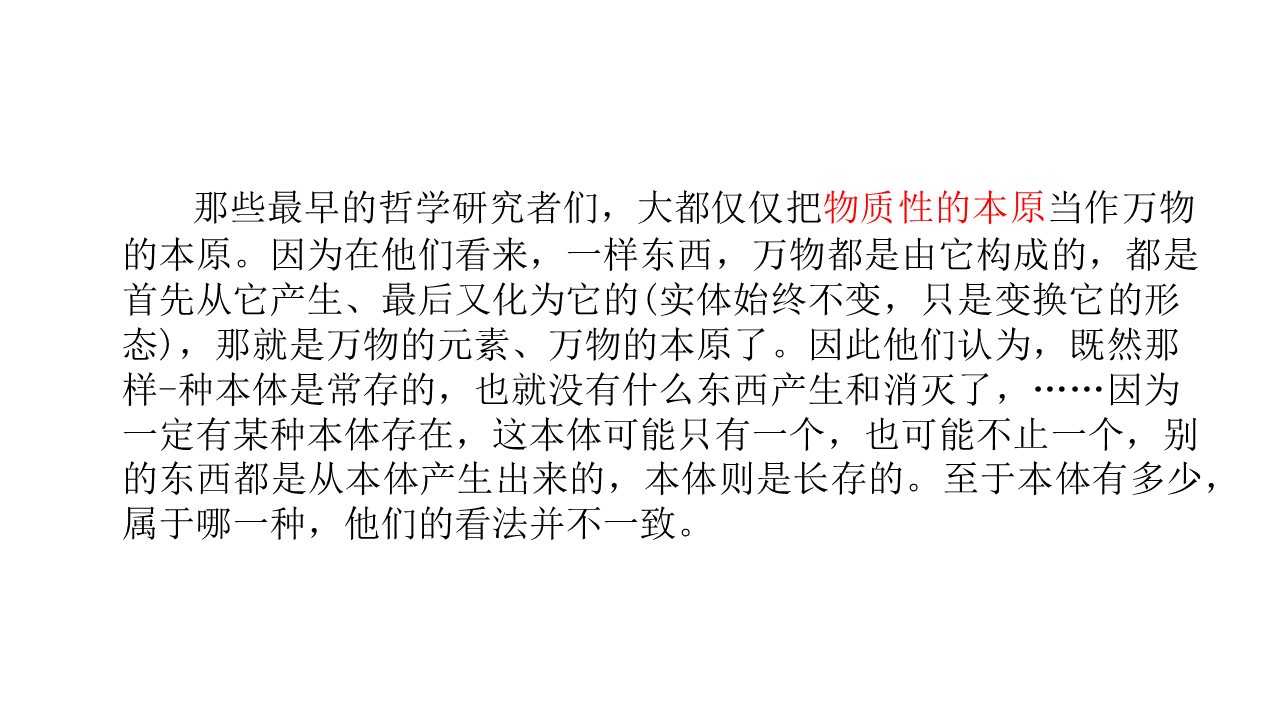 那些最早的哲学研究者们，大都仅仅把物质性的本原当作万物
的本原。因为在他们看来，一样东西，万物都是由它构成的，都是
首先从它产生、最后又化为它的(实体始终不变，只是变换它的形
态)，那就是万物的元素、万物的本原了。因此他们认为，既然那
样-种本体是常存的，也就没有什么东西产生和消灭了，……因为
一定有某种本体存在，这本体可能只有一个，也可能不止一个，别
的东西都是从本体产生出来的，本体则是长存的。至于本体有多少，
属于哪一种，他们的看法并不一致。